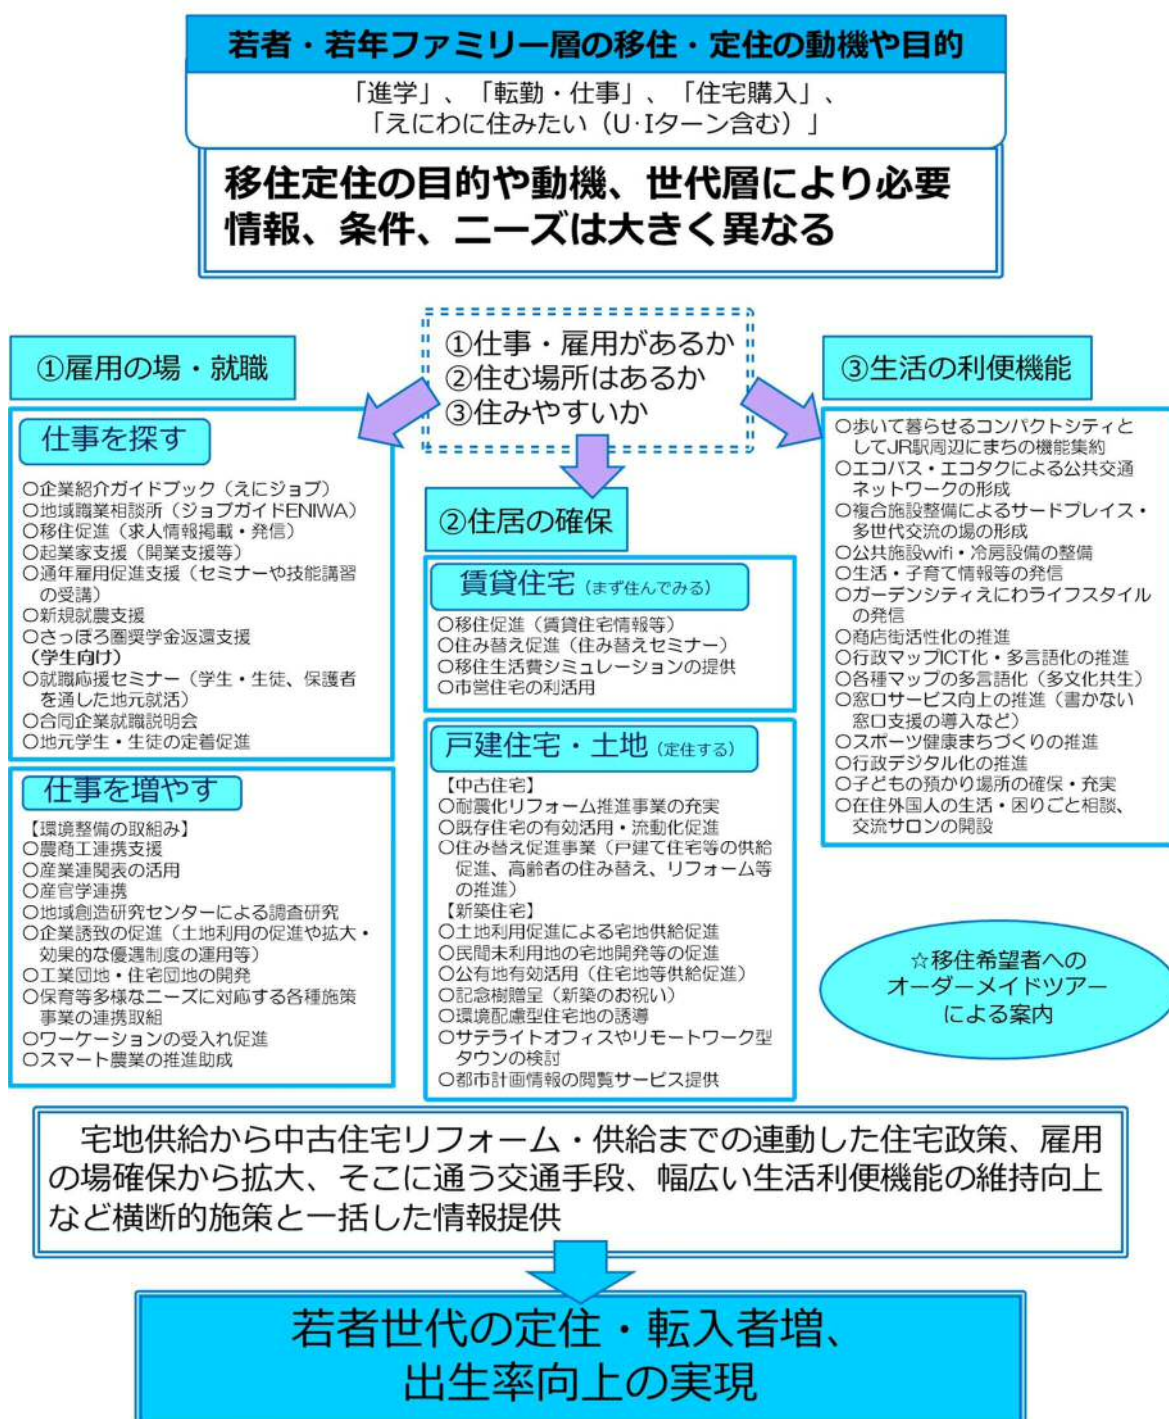 若者・若年ファミリー層の移住・定住の動機や目的
「進学」、「転勤・仕事」、「住宅購入」、
「えにわに住みたい（U･Iターン含む）」
移住定住の目的や動機、世代層により必要
情報、条件、ニーズは大きく異なる
①仕事・雇用があるか
②住む場所はあるか
③住みやすいか
①雇用の場・就職
仕事を探す
○企業紹介ガイドブック（えにジョブ）
○地域職業相談所（ジョブガイドENIWA）
○移住促進（求人情報掲載・発信）
○起業家支援（開業支援等）
○通年雇用促進支援（セミナーや技能講習
の受講）
○新規就農支援
○さっぽろ圏奨学金返還支援
（学生向け）
○就職応援セミナー（学生・生徒、保護者
を通した地元就活）
○合同企業就職説明会
○地元学生・生徒の定着促進
仕事を増やす
【環境整備の取組み】
○農商工連携支援
○産業連関表の活用
○産官学連携
○地域創造研究センターによる調査研究
○企業誘致の促進（土地利用の促進や拡大・
効果的な優遇制度の運用等）
○工業団地・住宅団地の開発
○保育等多様なニーズに対応する各種施策
事業の連携取組
○ワーケーションの受入れ促進
○スマート農業の推進助成
②住居の確保
賃貸住宅（まず住んでみる）
○移住促進（賃貸住宅情報等）
○住み替え促進（住み替えセミナー）
○移住生活費シミュレーションの提供
○市営住宅の利活用
戸建住宅・土地（定住する）
【中古住宅】
○耐震化リフォーム推進事業の充実
○既存住宅の有効活用・流動化促進
○住み替え促進事業（戸建て住宅等の供給
促進、高齢者の住み替え、リフォーム等
の推進）
【新築住宅】
○土地利用促進による宅地供給促進
○民間未利用地の宅地開発等の促進
○公有地有効活用（住宅地等供給促進）
○記念樹贈呈（新築のお祝い）
○環境配慮型住宅地の誘導
○サテライトオフィスやリモートワーク型
タウンの検討
○都市計画情報の閲覧サービス提供
③生活の利便機能
○歩いて暮らせるコンパクトシティと
してJR駅周辺にまちの機能集約
○エコバス・エコタクによる公共交通
ネットワークの形成
○複合施設整備によるサードプレイス・
多世代交流の場の形成
○公共施設wifi・冷房設備の整備
○生活・子育て情報等の発信
○ガーデンシティえにわライフスタイル
の発信
○商店街活性化の推進
○行政マップICT化・多言語化の推進
○各種マップの多言語化（多文化共生）
○窓口サービス向上の推進（書かない
窓口支援の導入など）
○スポーツ健康まちづくりの推進
○行政デジタル化の推進
○子どもの預かり場所の確保・充実
○在住外国人の生活・困りごと相談、
交流サロンの開設
☆移住希望者への
オーダーメイドツアー
による案内
宅地供給から中古住宅リフォーム・供給までの連動した住宅政策、雇用
の場確保から拡大、そこに通う交通手段、幅広い生活利便機能の維持向上
など横断的施策と一括した情報提供
若者世代の定住・転入者増、
出生率向上の実現